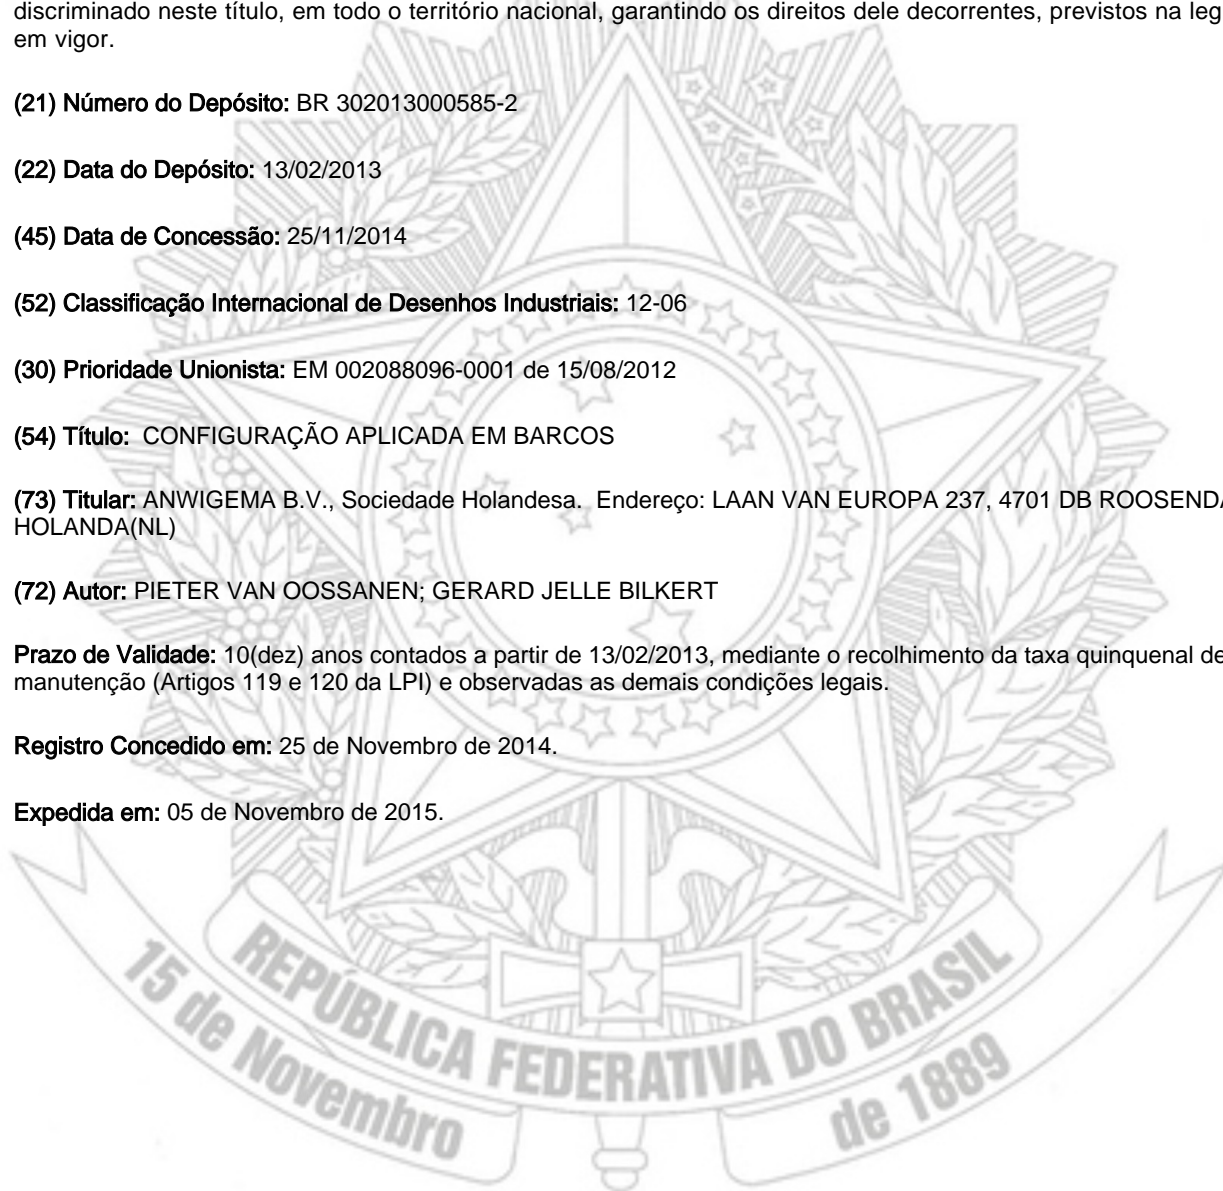 discriminado neste título, em todo o território nacional, garantindo os direitos dele decorrentes, previstos na leg
em vigor.
(21) Número do Depósito: BR 302013000585-2
(22) Data do Depósito: 13/02/2013
(45) Data de Concessão: 25/11/2014
(52) Classificação Internacional de Desenhos Industriais: 12-06
(30) Prioridade Unionista: EM 002088096-0001 de 15/08/2012
(54) Título: CONFIGURAÇÃO APLICADA EM BARCOS
(73) Titular: ANWIGEMA B.V., Sociedade Holandesa. Endereço: LAAN VAN EUROPA 237, 4701 DB ROOSENDA
HOLANDA(NL)
(72) Autor: PIETER VAN OOSSANEN; GERARD JELLE BILKERT
Prazo de Validade: 10(dez) anos contados a partir de 13/02/2013, mediante o recolhimento da taxa quinquenal de
manutenção (Artigos 119 e 120 da LPI) e observadas as demais condições legais.
Registro Concedido em: 25 de Novembro de 2014.
Expedida em: 05 de Novembro de 2015.
REPÚBLICA FEDERATIVA DO BRASIL
15 de Novembro de 1889